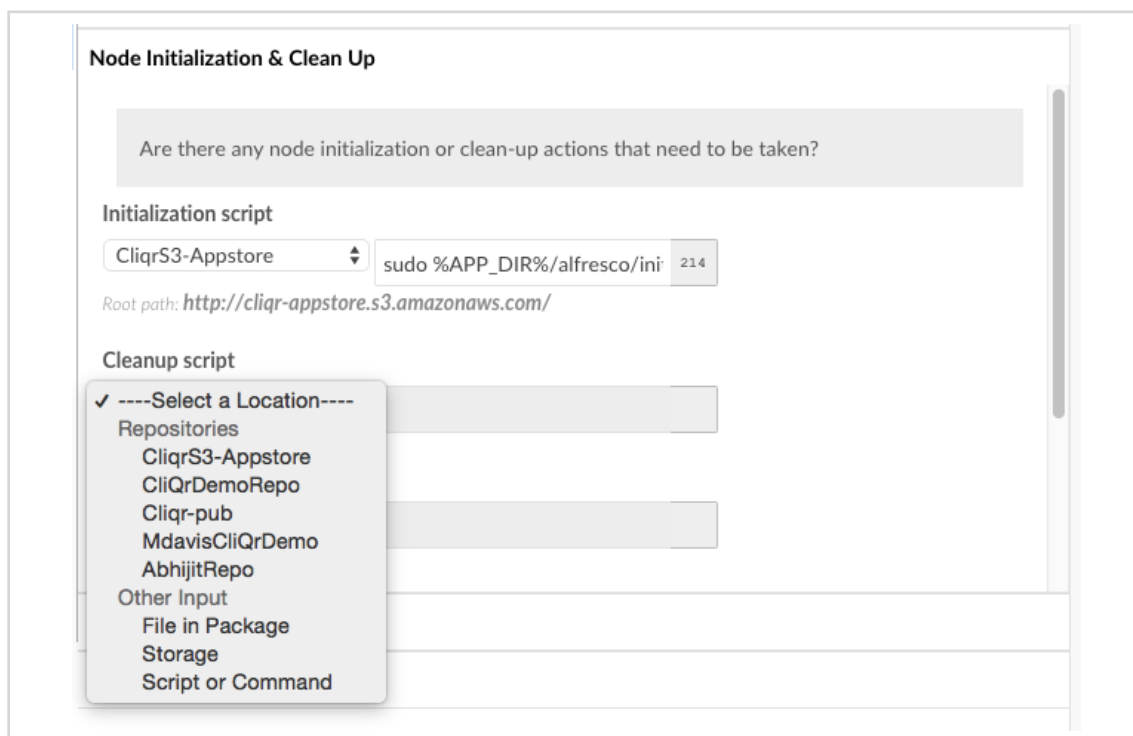 Node Initialization & Clean Up
Are there any node initialization or clean-up actions that need to be taken?
Initialization script
CliqrS3-Appstore
sudo %APP_DIR%/alfresco/ini
214
Root path: http://cliqr-appstore.s3.amazonaws.com/
Cleanup script
✓ ----Select a Location----
Repositories
CliqrS3-Appstore
CliQrDemoRepo
Cliqr-pub
MdavisCliQrDemo
AbhijitRepo
Other Input
File in Package
Storage
Script or Command